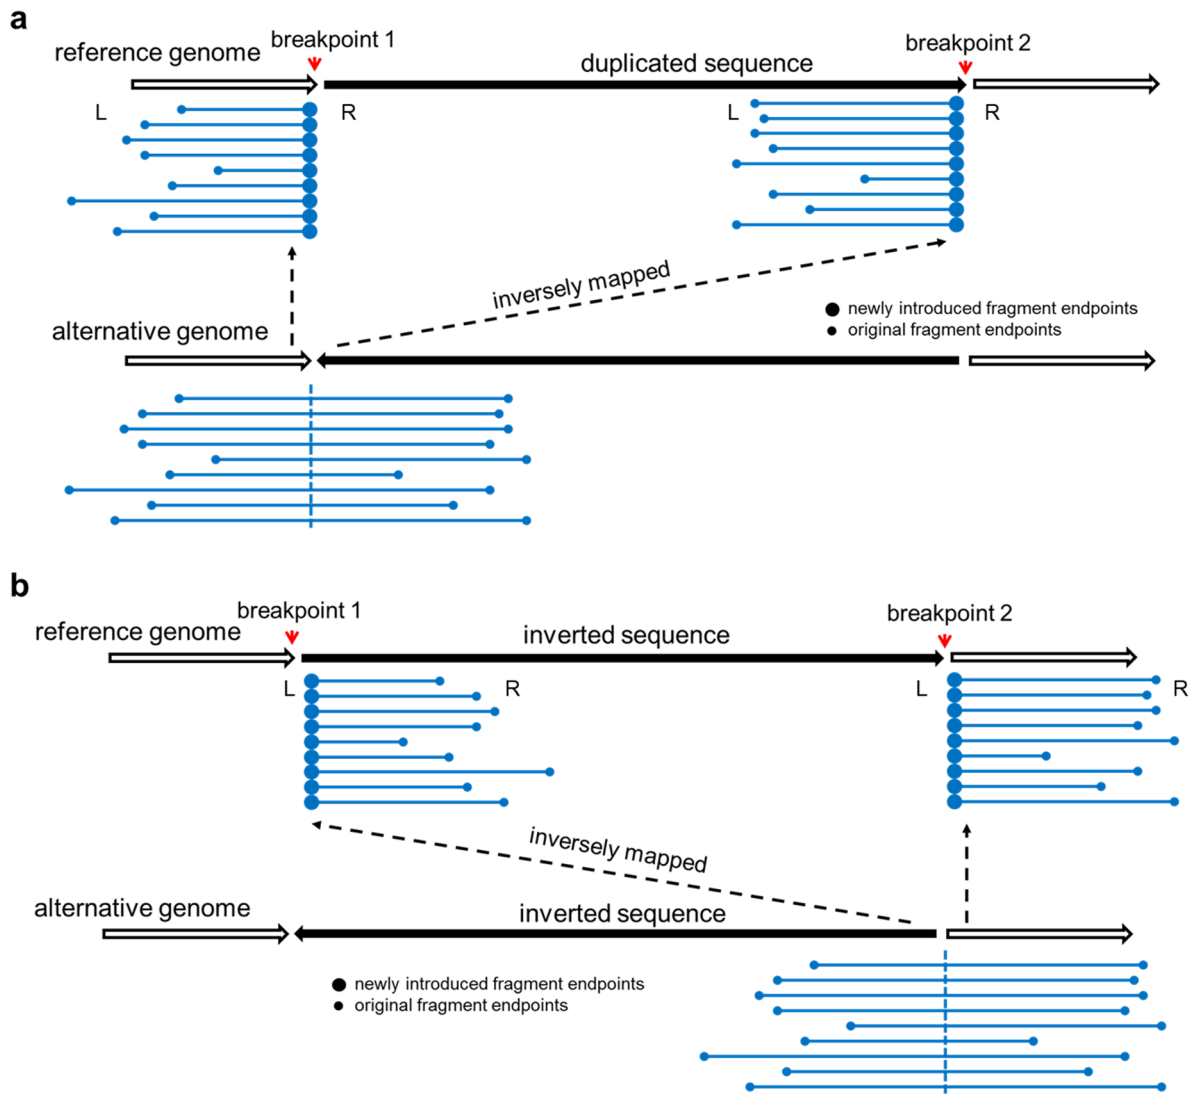 a
breakpoint 1
reference genome
duplicated sequence
breakpoint 2
L
R
L
R
inversely mapped
newly introduced fragment endpoints
original fragment endpoints
alternative genome
b
breakpoint 1
reference genome
inverted sequence
breakpoint 2
L
R
L
R
inversely mapped
alternative genome
inverted sequence
newly introduced fragment endpoints
original fragment endpoints